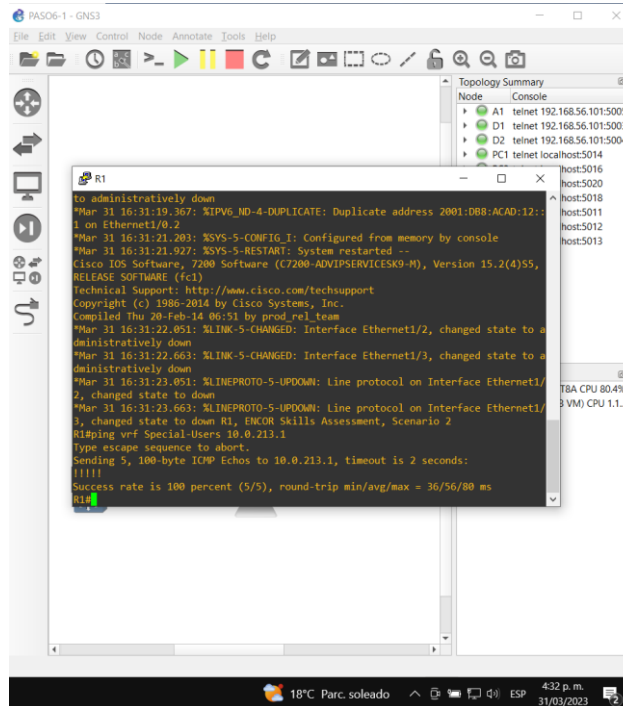 PASO6-1 - GNS3
File Edit View Control Node Annotate Tools Help
Topology Summary
Node Console
A1 telnet 192.168.56.101:500
D1 telnet 192.168.56.101:500
D2 telnet 192.168.56.101:500
PC1 telnet localhost:5014
host:5016
host:5020
host:5018
host:5011
host:5012
host:5013
R1
to administratively down
*Mar 31 16:31:19.367: %IPV6_ND-4-DUPLICATE: Duplicate address 2001:DB8:ACAD:12::
1 on Ethernet1/0.2
*Mar 31 16:31:21.203: %SYS-5-CONFIG_I: Configured from memory by console
*Mar 31 16:31:21.927: %SYS-5-RESTART: System restarted --
Cisco IOS Software, 7200 Software (C7200-ADVIPSERVICESK9-M), Version 15.2(4)S5,
RELEASE SOFTWARE (fc1)
Technical Support: http://www.cisco.com/techsupport
Copyright (c) 1986-2014 by Cisco Systems, Inc.
Compiled Thu 20-Feb-14 06:51 by prod_rel_team
*Mar 31 16:31:22.051: %LINK-5-CHANGED: Interface Ethernet1/2, changed state to a
dministratively down
*Mar 31 16:31:22.663: %LINK-5-CHANGED: Interface Ethernet1/3, changed state to a
dministratively down
*Mar 31 16:31:23.051: %LINEPROTO-5-UPDOWN: Line protocol on Interface Ethernet1/
2, changed state to down
*Mar 31 16:31:23.663: %LINEPROTO-5-UPDOWN: Line protocol on Interface Ethernet1/
3, changed state to down R1, ENCOR Skills Assessment, Scenario 2
R1#ping vrf Special-Users 10.0.213.1
Type escape sequence to abort.
Sending 5, 100-byte ICMP Echos to 10.0.213.1, timeout is 2 seconds:
!!!!!
Success rate is 100 percent (5/5), round-trip min/avg/max = 36/56/80 ms
R1#
T8A CPU 80.4%
VM) CPU 1.1.
18°C Parc. soleado
ESP
4:32 p. m.
31/03/2023
2